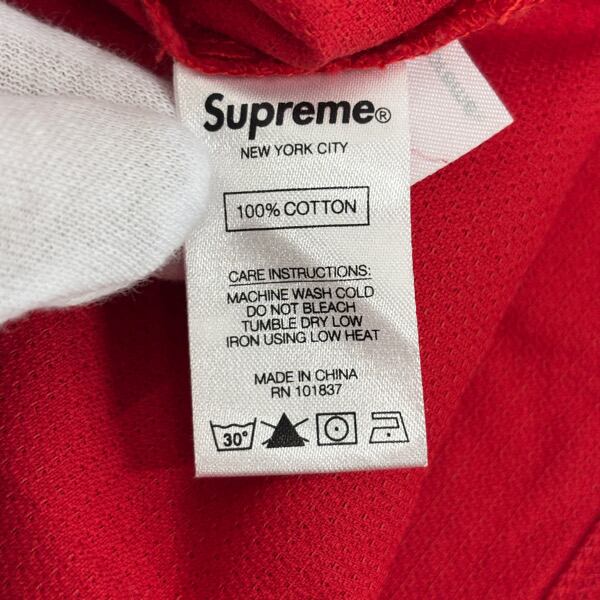 Supreme®
NEW YORK CITY
100% COTTON
CARE INSTRUCTIONS:
MACHINE WASH COLD
DO NOT BLEACH
TUMBLE DRY LOW
IRON USING LOW HEAT
MADE IN CHINA
RN 101837
30°